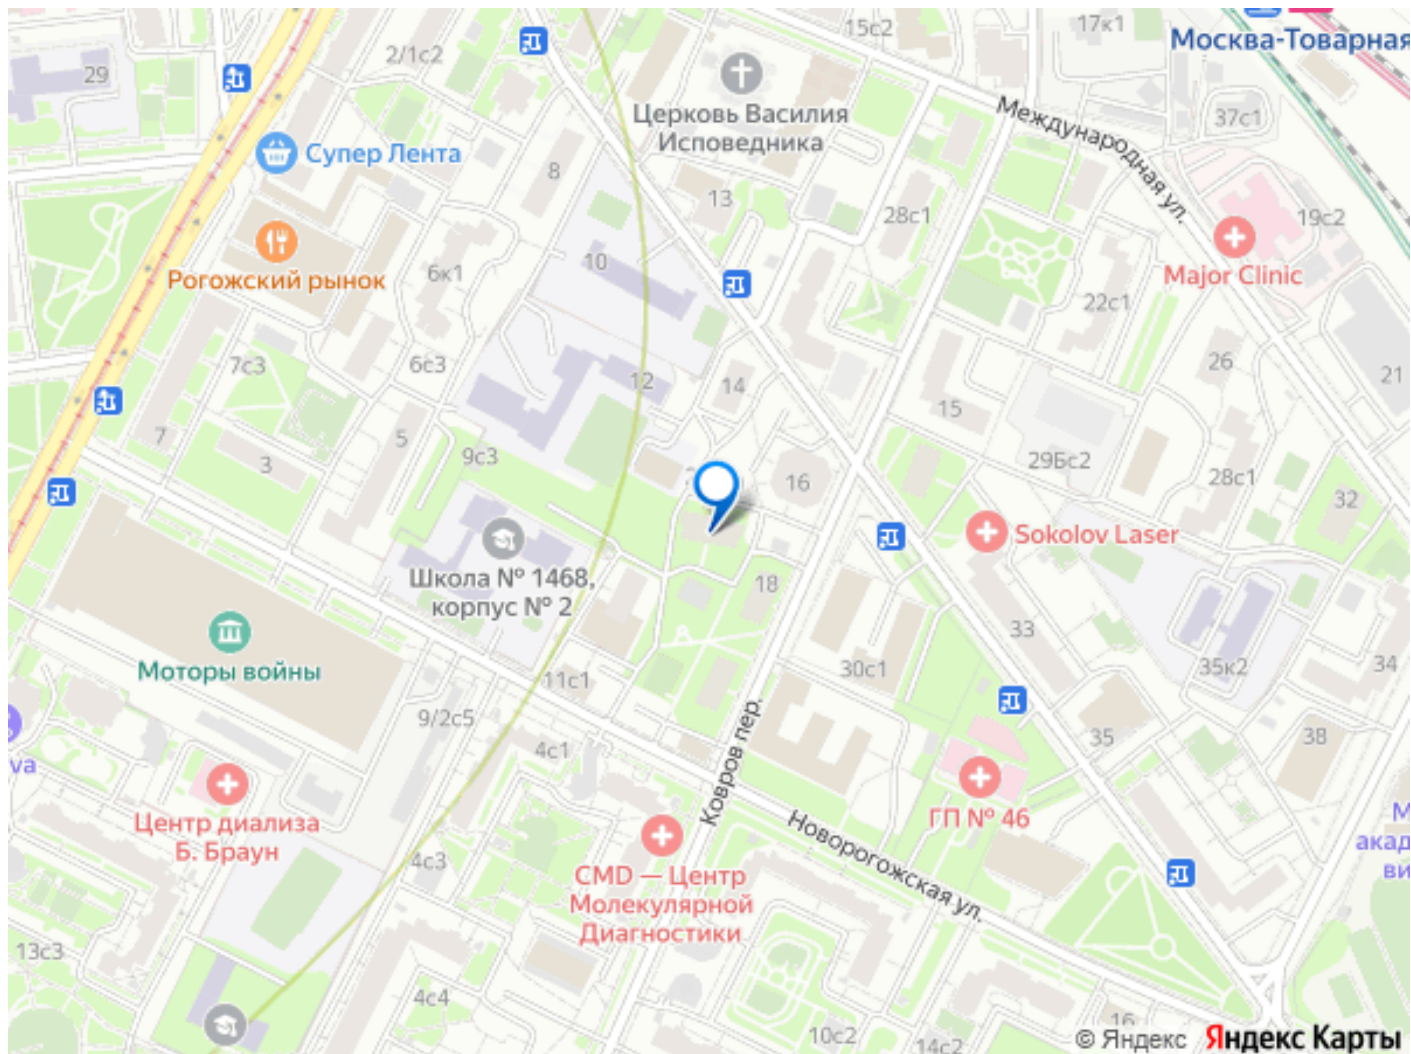 15с2
17к1
Москва-Товарная
2/1с2
29
Церковь Василия
Исповедника
Международная ул.
37с1
Супер Лента
8
13
28с1
19с2
Рогожский рынок
6к1
10
Major Clinic
22с1
7с3
6с3
12
14
26
21
15
7
5
3
9с3
16
29Бс2
28с1
32
Sokolov Laser
Школа № 1468,
корпус № 2
18
33
Моторы войны
11с1
30с1
35к2
34
9/2с5
4с1
Ковров пер.
35
38
va
Центр диализа
Б. Браун
ГП № 46
Новорогожская ул.
М
акад
ви
4с3
CMD — Центр
Молекулярной
Диагностики
13с3
4с4
10с2
14с2
16
© Яндекс Яндекс Карты